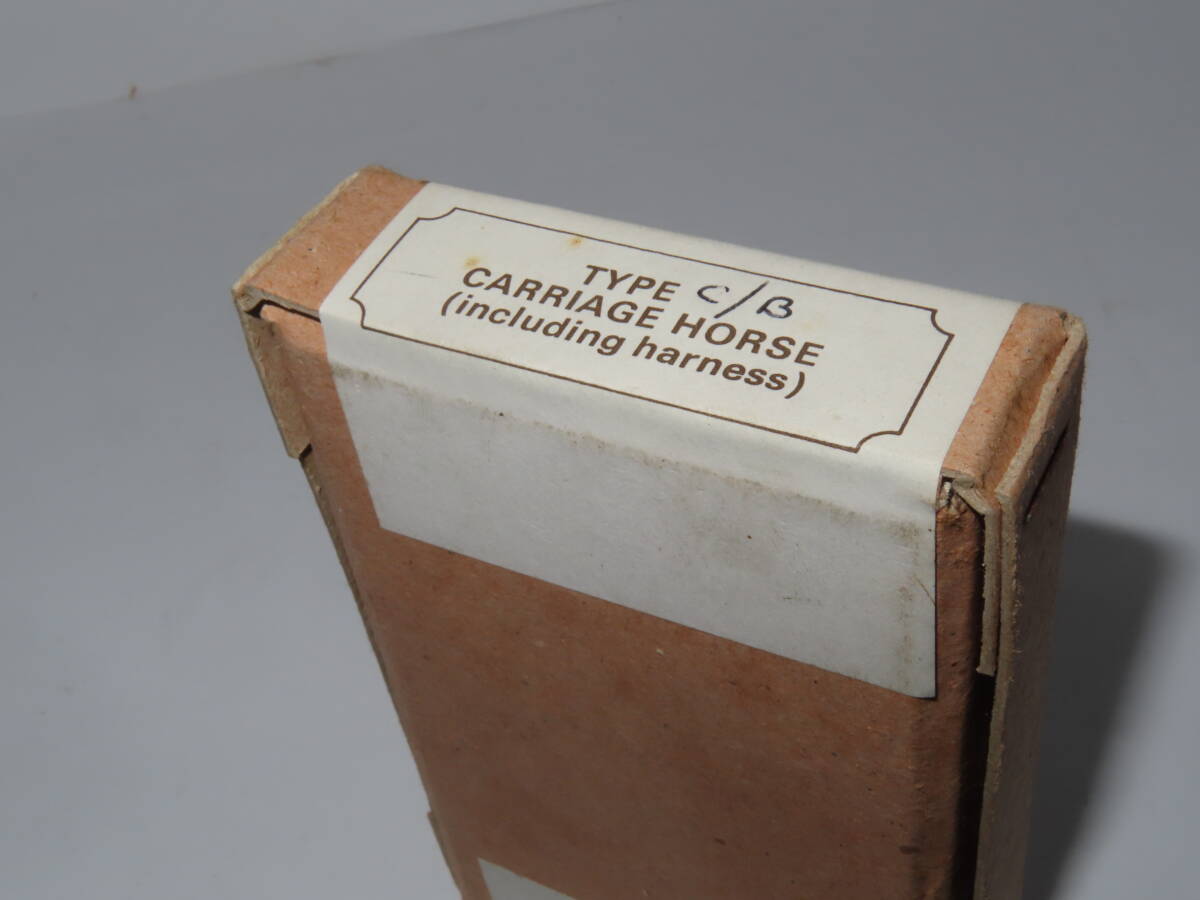 TYPE C/B
CARRIAGE HORSE
(including harness)